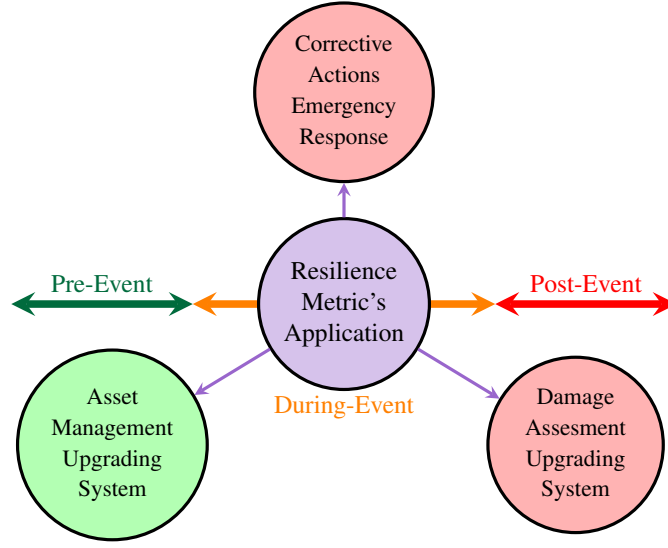 Corrective
Actions
Emergency
Response
Pre-Event
Resilience
Metric's
Application
Post-Event
During-Event
Asset
Management
Upgrading
System
Damage
Assesment
Upgrading
System